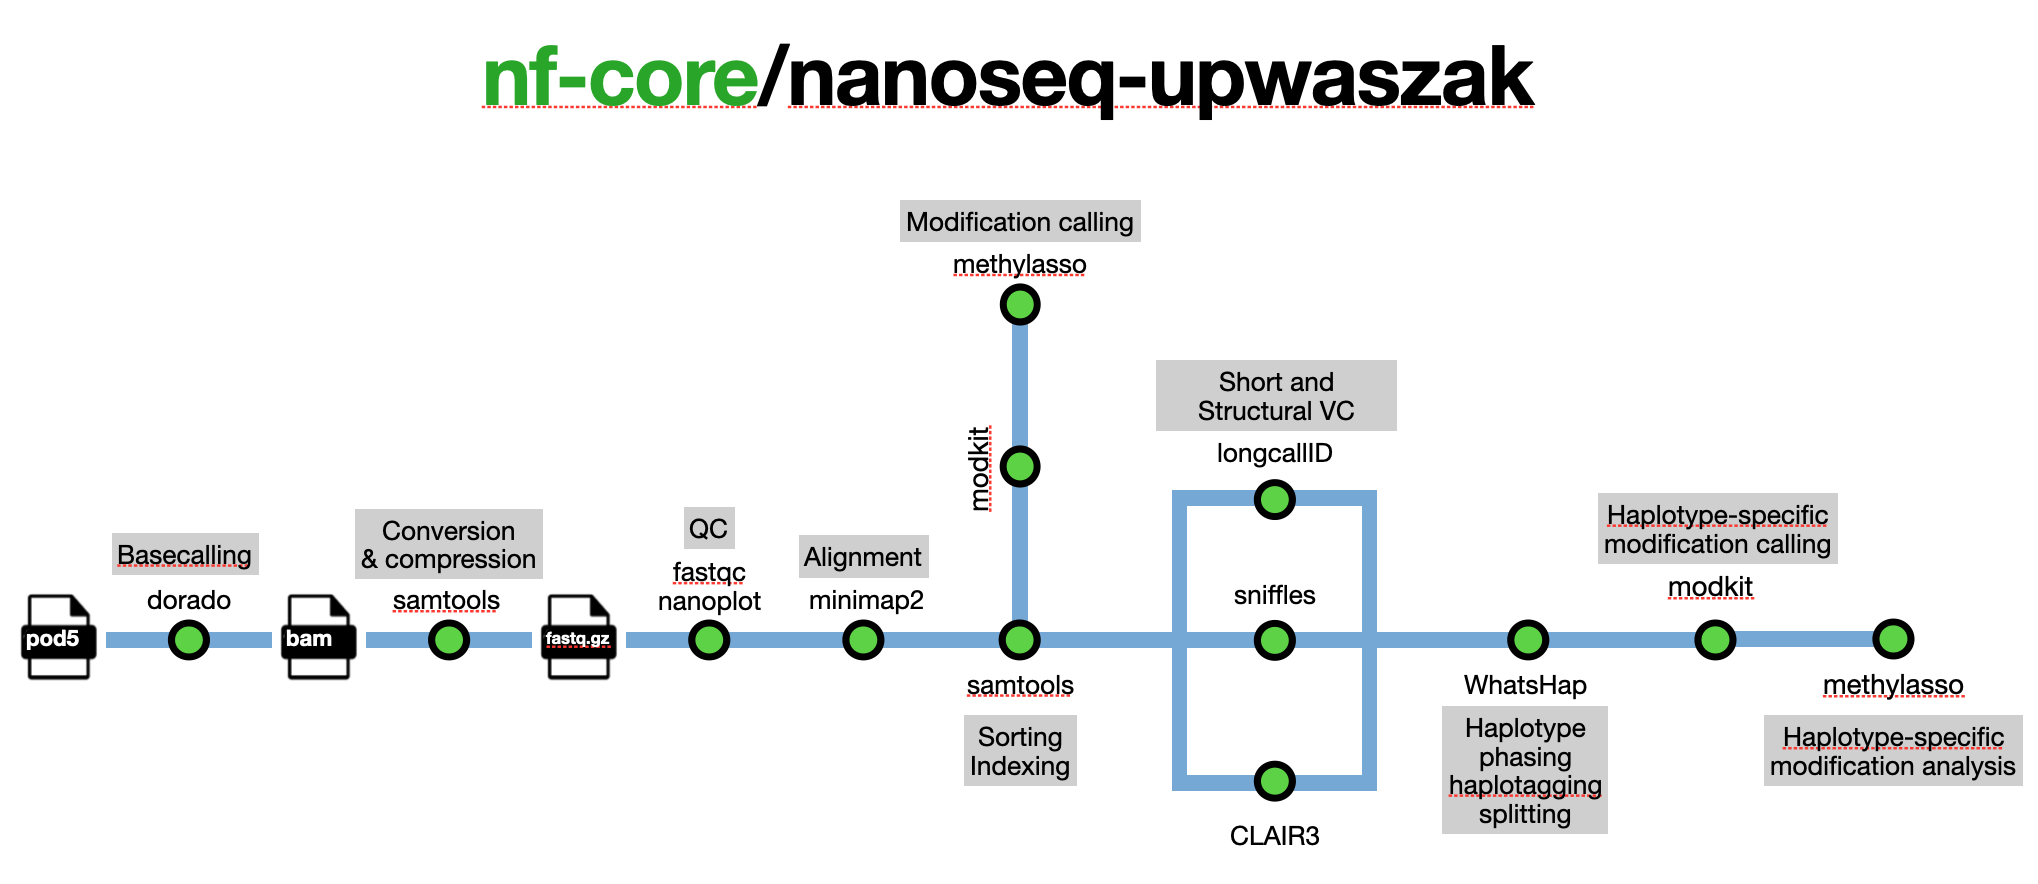 nf-core/nanoseq-upwaszak
Modification calling
methylasso
modkit
Short and
Structural VC
longcallID
sniffles
CLAIR3
Basecalling
dorado
pod5
Conversion
& compression
samtools
bam
fastq.gz
QC
fastqc
nanoplot
Alignment
minimap2
samtools
Sorting
Indexing
WhatsHap
Haplotype
phasing
haplotagging
splitting
Haplotype-specific
modification calling
modkit
methylasso
Haplotype-specific
modification analysis